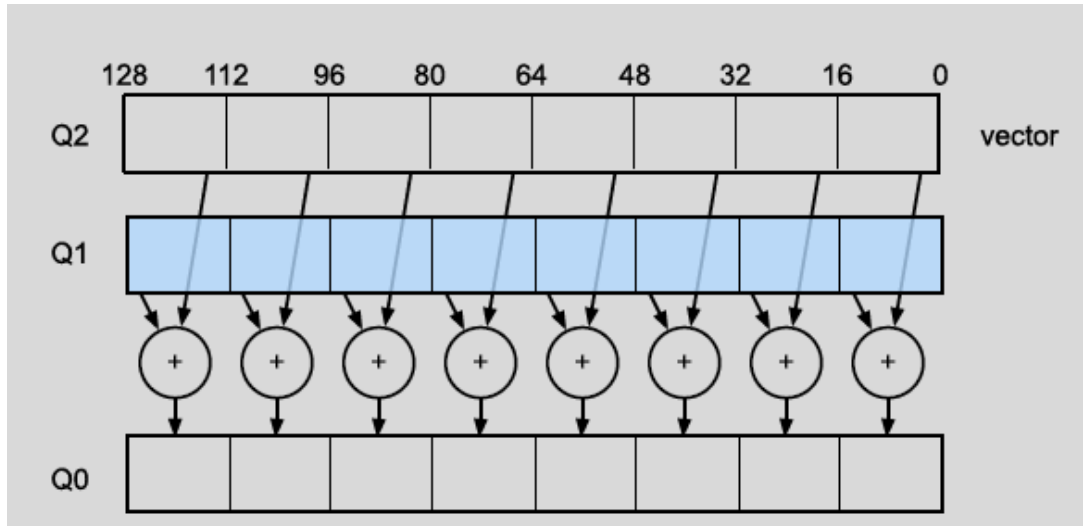 128 112 96 80 64 48 32 16 0
Q2 vector
Q1
+ + + + + + + +
Q0